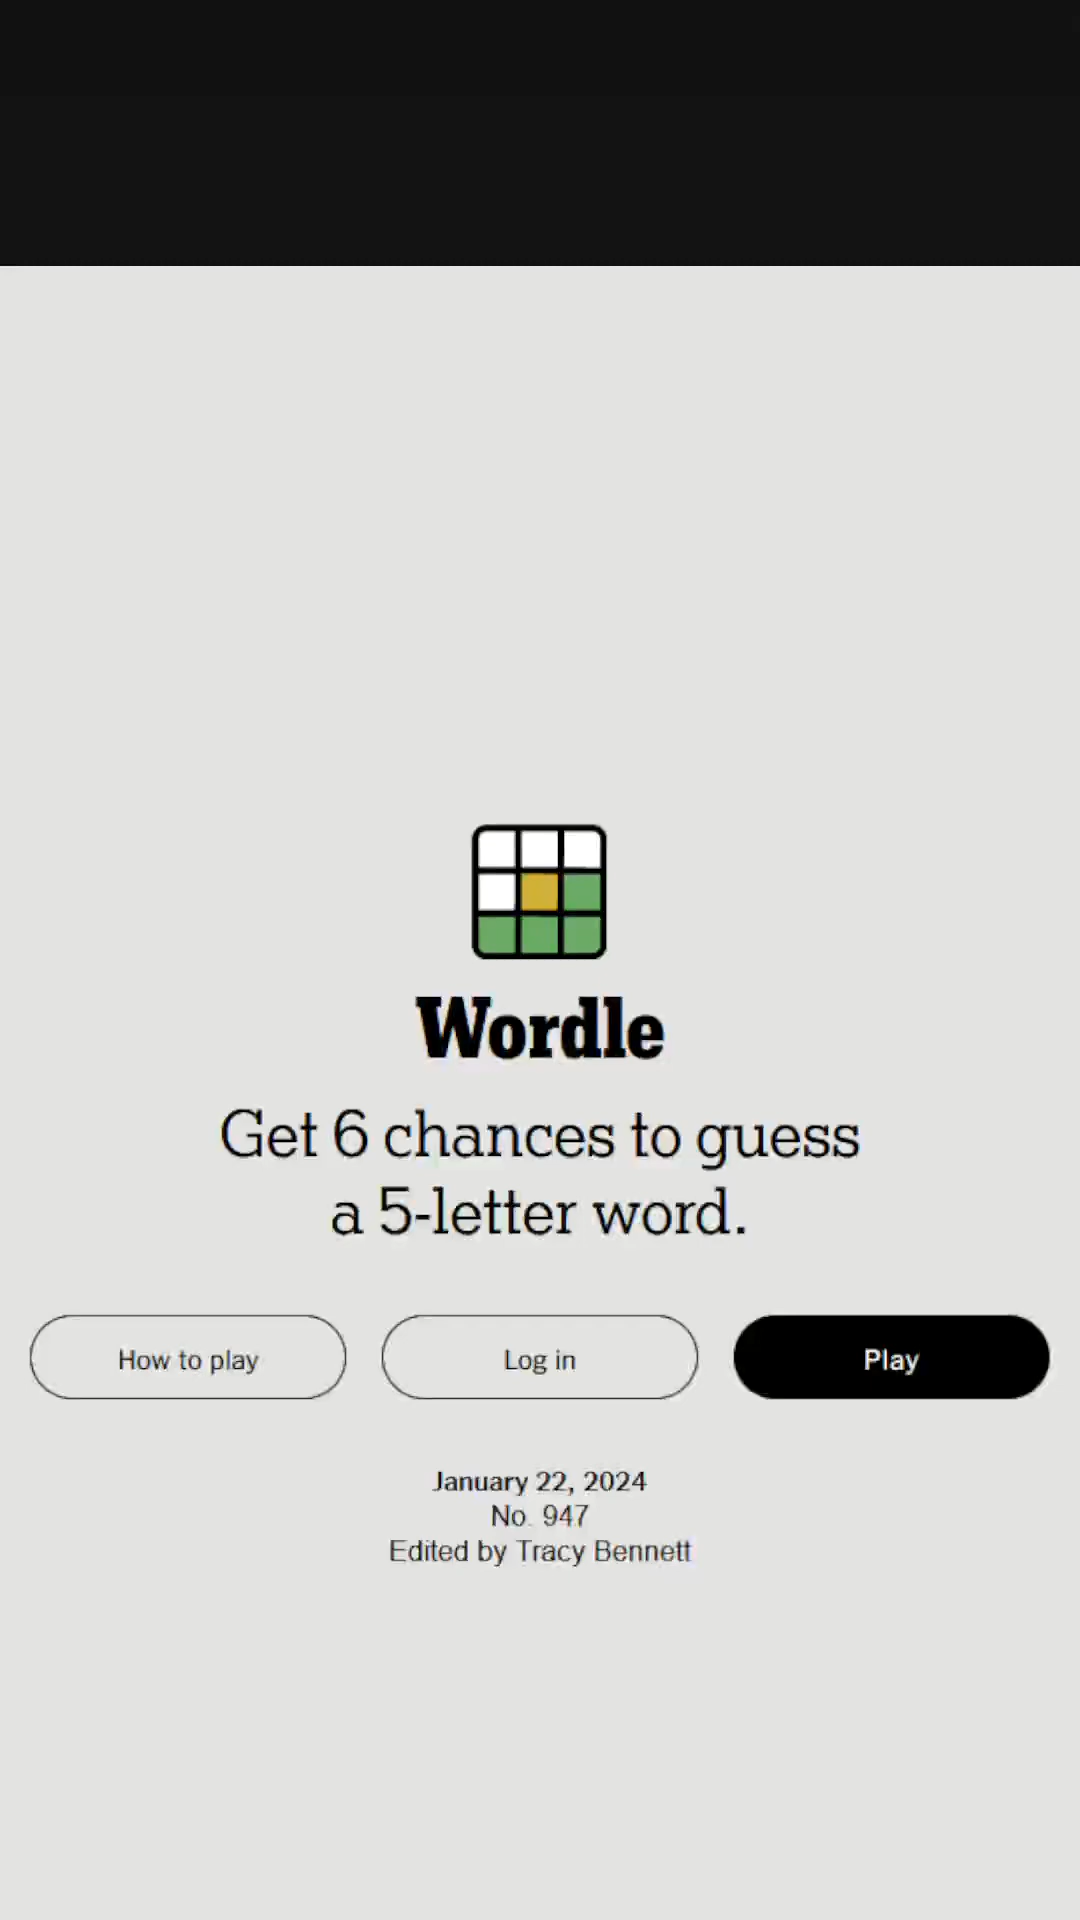 Wordle
Get 6 chances to guess
a 5-letter word.
How to play
Log in
Play
January 22, 2024
No. 947
Edited by Tracy Bennett